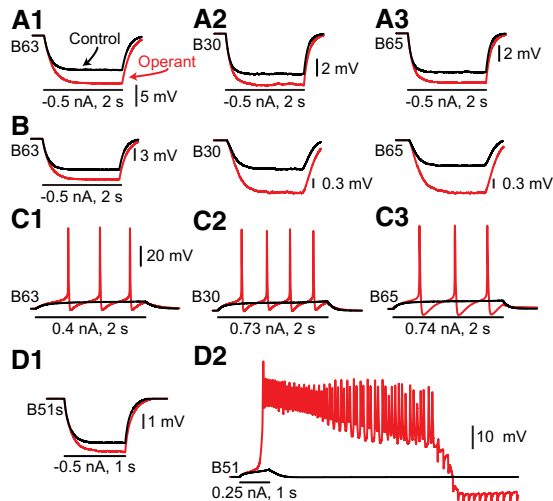 A1
A2
A3
B63
Control
Operant
-0.5 nA, 2 s
5 mV
B30
2 mV
-0.5 nA, 2 s
B65
2 mV
-0.5 nA, 2 s
B
B63
3 mV
-0.5 nA, 2 s
B30
0.3 mV
B65
0.3 mV
C1
C2
C3
20 mV
B63
0.4 nA, 2 s
B30
0.73 nA, 2 s
B65
0.74 nA, 2 s
D1
D2
B51s
1 mV
-0.5 nA, 1 s
10 mV
B51
0.25 nA, 1 s